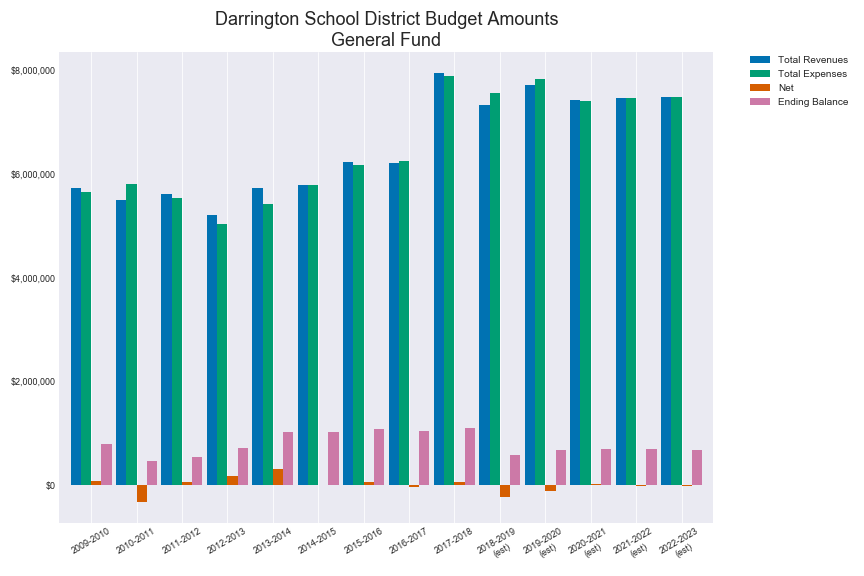 Darrington School District Budget Amounts
General Fund
Total Revenues
Total Expenses
Net
Ending Balance
$8,000,000
$6,000,000
$4,000,000
$2,000,000
$0
2009-2010
2010-2011
2011-2012
2012-2013
2013-2014
2014-2015
2015-2016
2016-2017
2017-2018
2018-2019
(est)
2019-2020
(est)
2020-2021
(est)
2021-2022
(est)
2022-2023
(est)